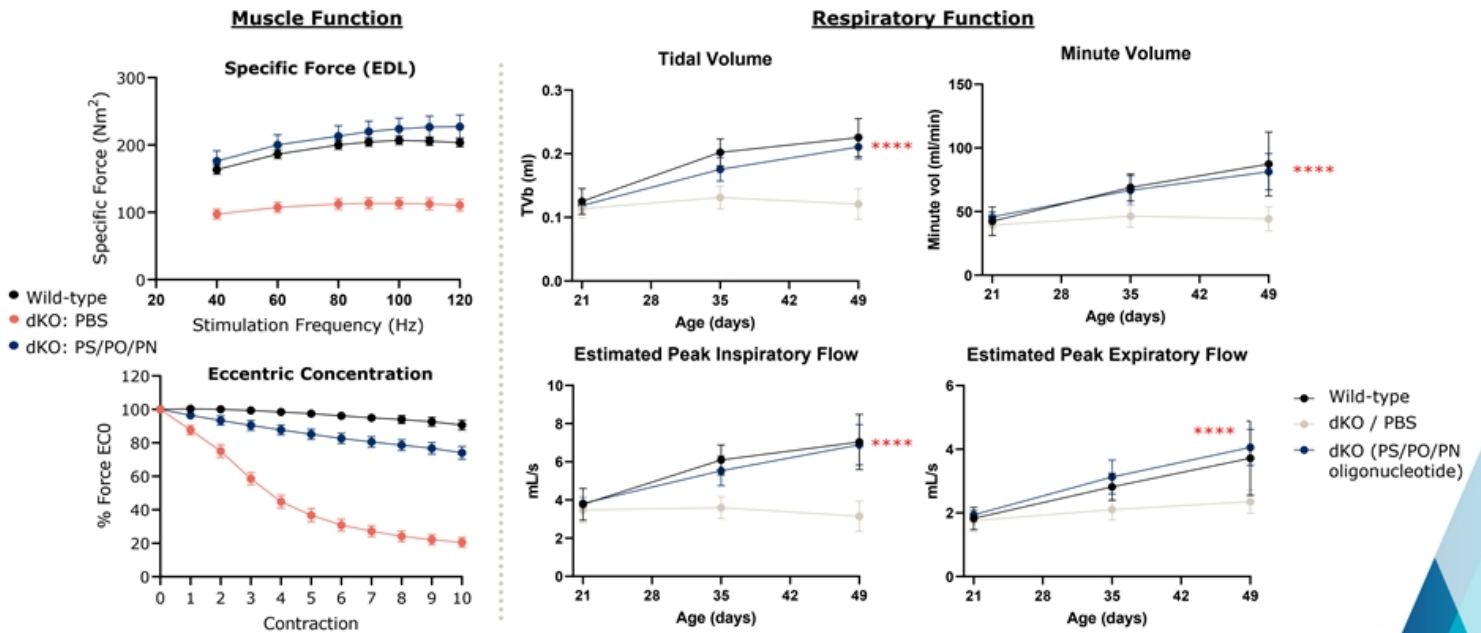 Muscle Function
Respiratory Function
Specific Force (EDL)
300
200
100
0
Specific Force (Nm²)
20 40 60 80 100 120
Stimulation Frequency (Hz)
Wild-type
dKO: PBS
dKO: PS/PO/PN
Eccentric Concentration
120
100
80
60
40
20
0
% Force EC0
0 1 2 3 4 5 6 7 8 9 10
Contraction
Tidal Volume
0.3
0.2
0.1
0.0
TVb (ml)
****
21 28 35 42 49
Age (days)
Minute Volume
150
100
50
0
Minute vol (ml/min)
****
21 28 35 42 49
Age (days)
Estimated Peak Inspiratory Flow
10
8
6
4
2
0
mL/s
****
21 28 35 42 49
Age (days)
Estimated Peak Expiratory Flow
6
4
2
0
mL/s
****
21 28 35 42 49
Age (days)
Wild-type
dKO / PBS
dKO (PS/PO/PN
oligonucleotide)